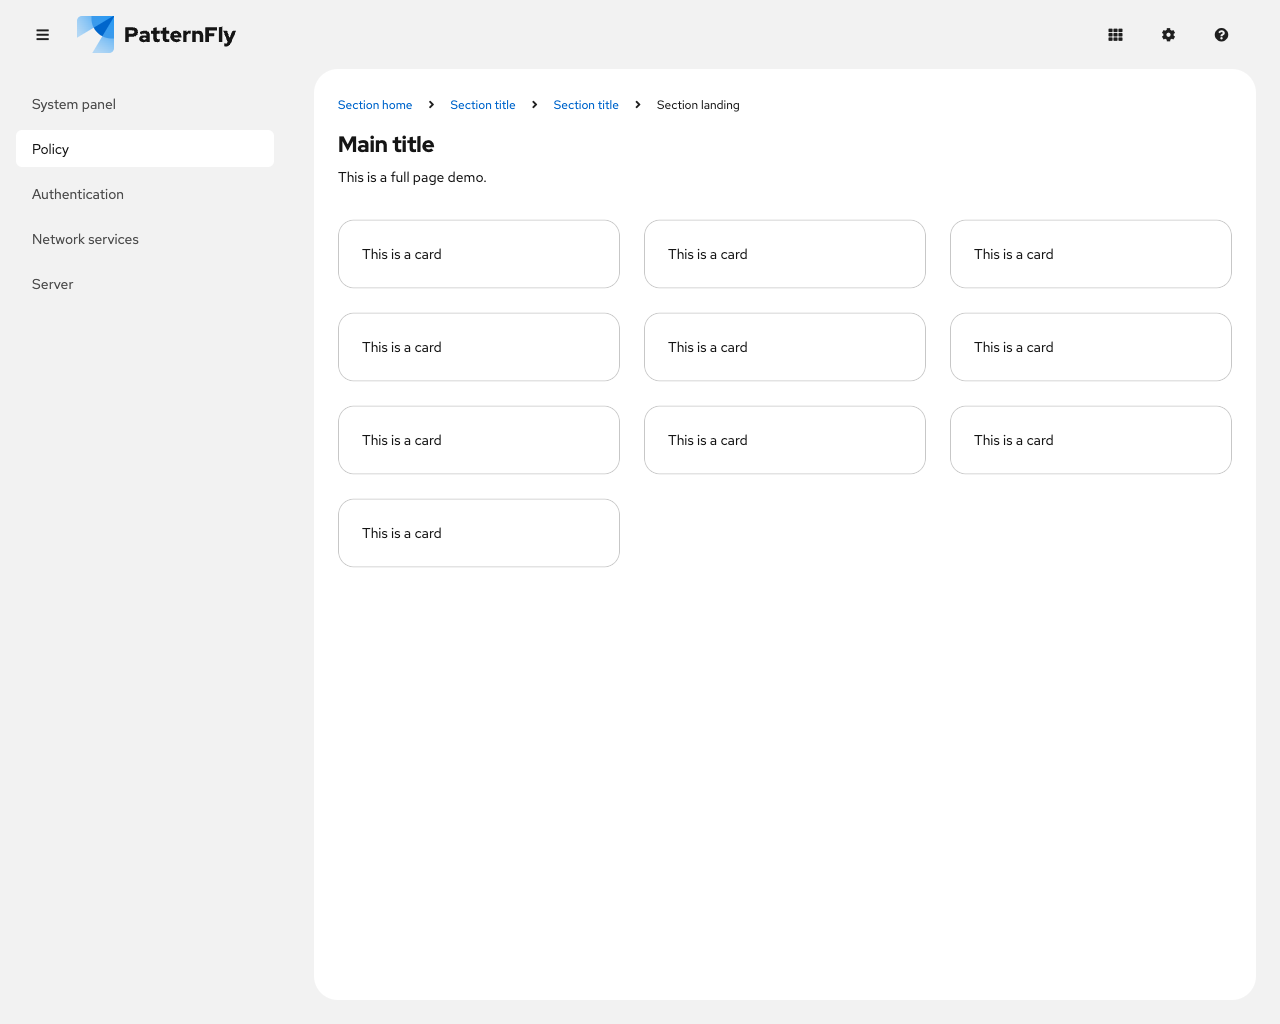 PatternFly
System panel
Policy
Authentication
Network services
Server
Section home > Section title > Section title > Section landing
Main title
This is a full page demo.
This is a card This is a card This is a card
This is a card This is a card This is a card
This is a card This is a card This is a card
This is a card